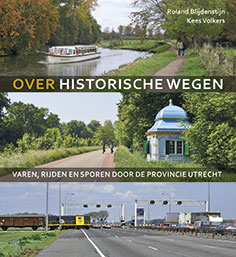 Roland Blijdenstijn
Kees Volkers
OVER HISTORISCHE WEGEN
VAREN, RIJDEN EN SPOREN DOOR DE PROVINCIE UTRECHT